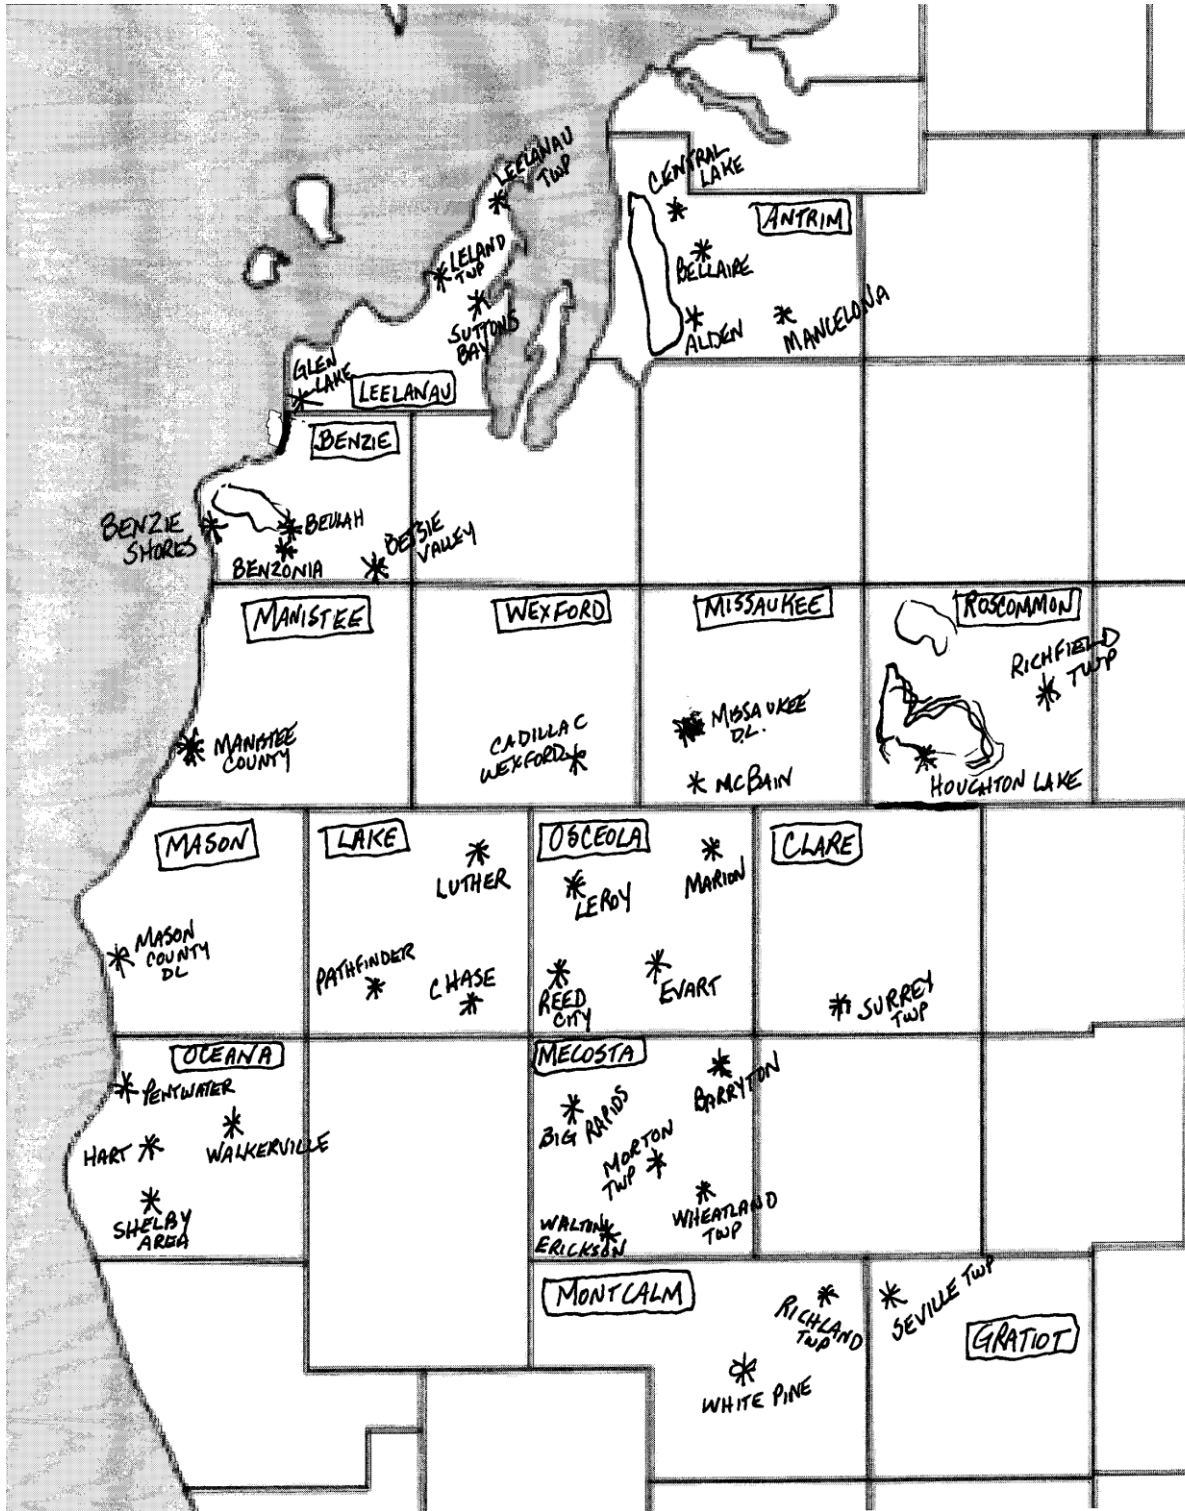 LEELANAU
TWP
CENTRAL
LAKE
ANTRIM
LELAND
TWP
BELLAIRE
SUTTONS
BAY
ALDEN
MANCELONA
GLEN
LAKE
LEELANAU
BENZIE
BENZIE
SHORES
BEULAH
BENZONIA
BETSIE
VALLEY
MANISTEE
WEXFORD
MISSAUKEE
ROSCOMMON
RICHFIELD
TWP
MANISTEE
COUNTY
CADILLAC
WEXFORD
MISSAUKEE
D.L.
MCBAIN
HOUGHTON LAKE
MASON
LAKE
OSCEOLA
CLARE
LUTHER
LEROY
MARION
MASON
COUNTY
DL
PATHFINDER
CHASE
REED
CITY
EVART
SURREY
TWP
OCEANA
MECOSTA
PENTWATER
BARRYTON
HART
WALKERVILLE
BIG RAPIDS
MORTON
TWP
SHELBY
AREA
WALTON
ERICKSON
WHEATLAND
TWP
MONTCALM
RICHLAND
TWP
SEVILLE TWP
GRATIOT
WHITE PINE